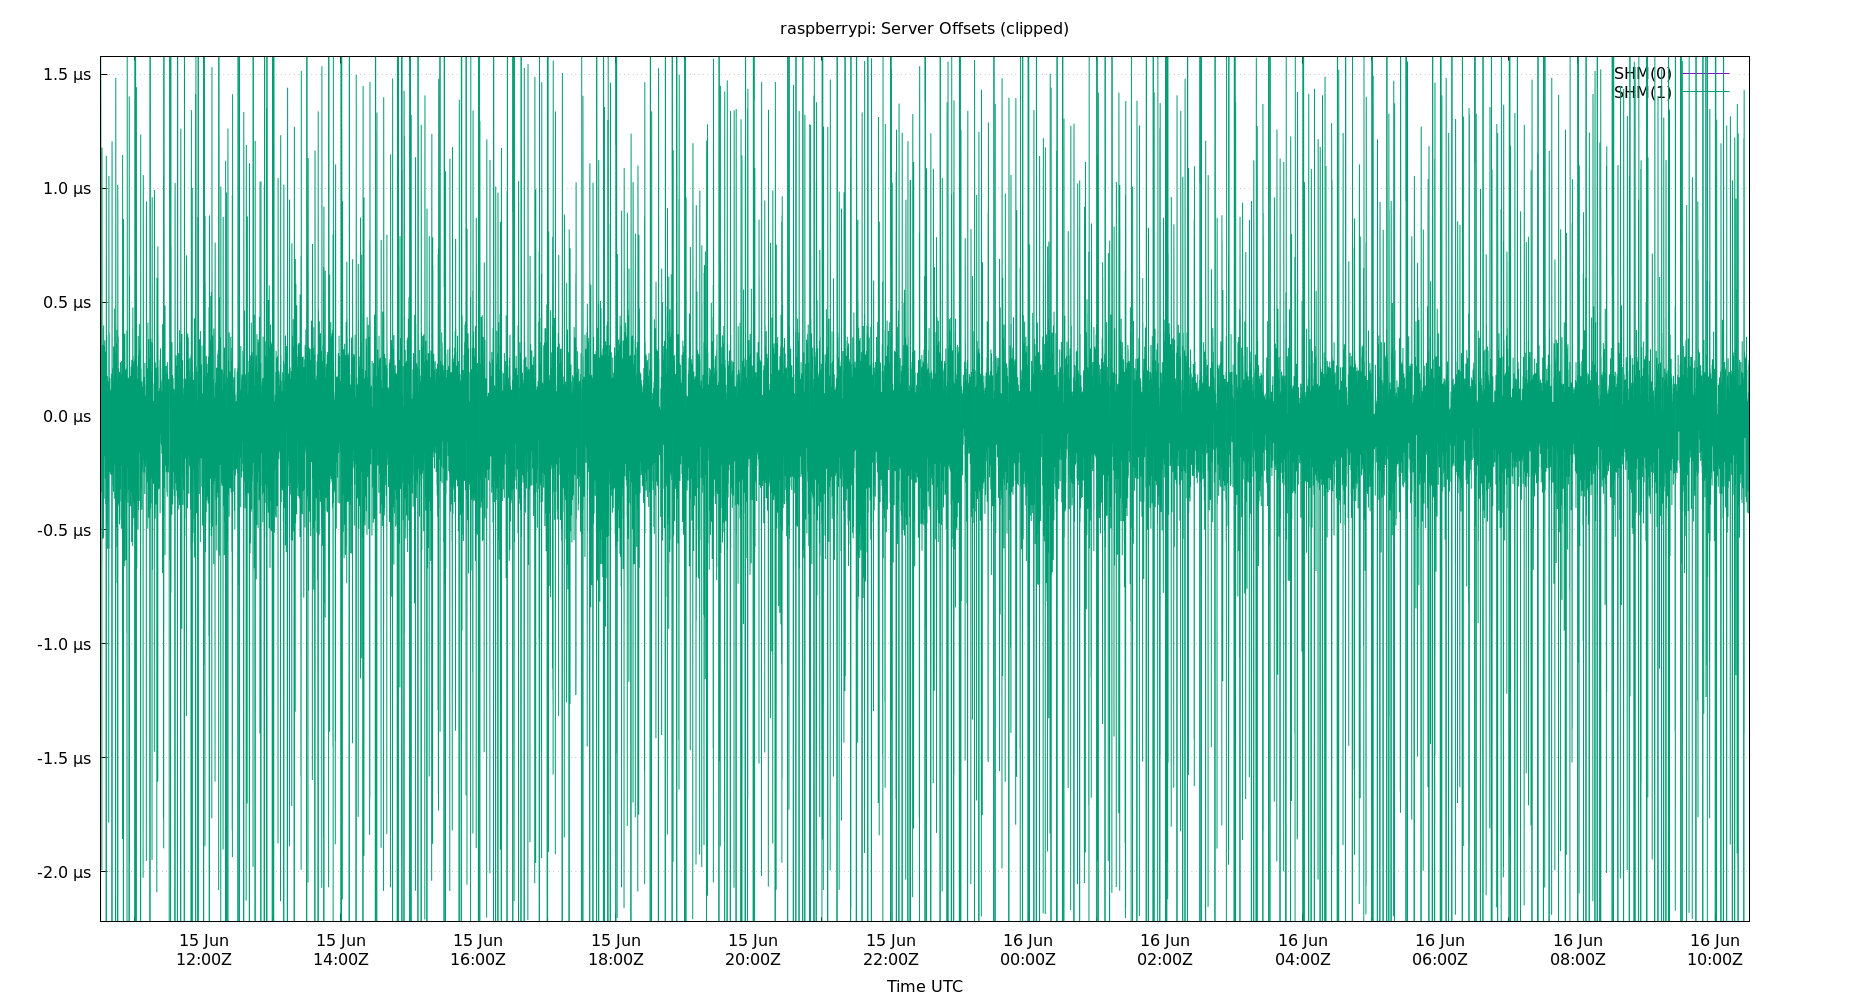 raspberrypi: Server Offsets (clipped)
1.5 µs
1.0 µs
0.5 µs
0.0 µs
-0.5 µs
-1.0 µs
-1.5 µs
-2.0 µs
SHM(0)
SHM(1)
15 Jun 15 Jun 15 Jun 15 Jun 15 Jun 15 Jun 16 Jun 16 Jun 16 Jun 16 Jun 16 Jun 16 Jun
12:00Z 14:00Z 16:00Z 18:00Z 20:00Z 22:00Z 00:00Z 02:00Z 04:00Z 06:00Z 08:00Z 10:00Z
Time UTC